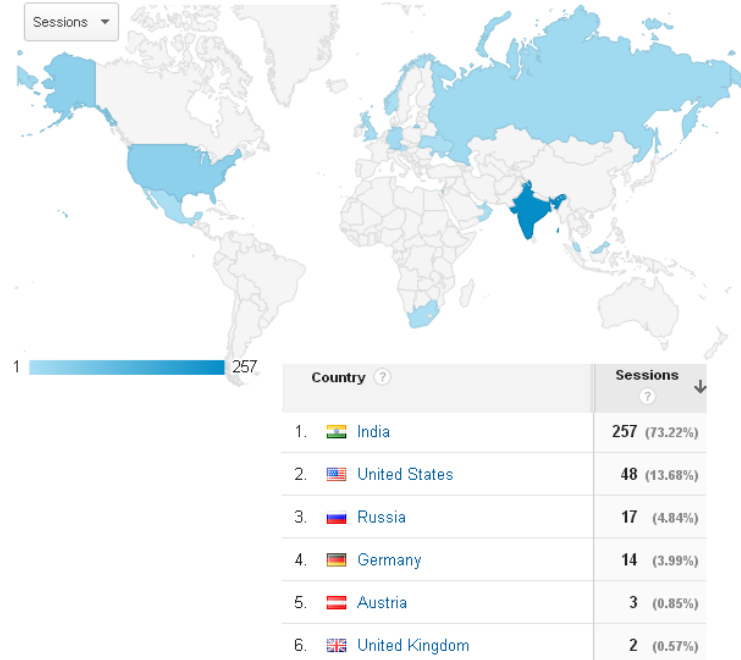 Sessions
1 257
Country ? Sessions ?
1. India 257 (73.22%)
2. United States 48 (13.68%)
3. Russia 17 (4.84%)
4. Germany 14 (3.99%)
5. Austria 3 (0.85%)
6. United Kingdom 2 (0.57%)